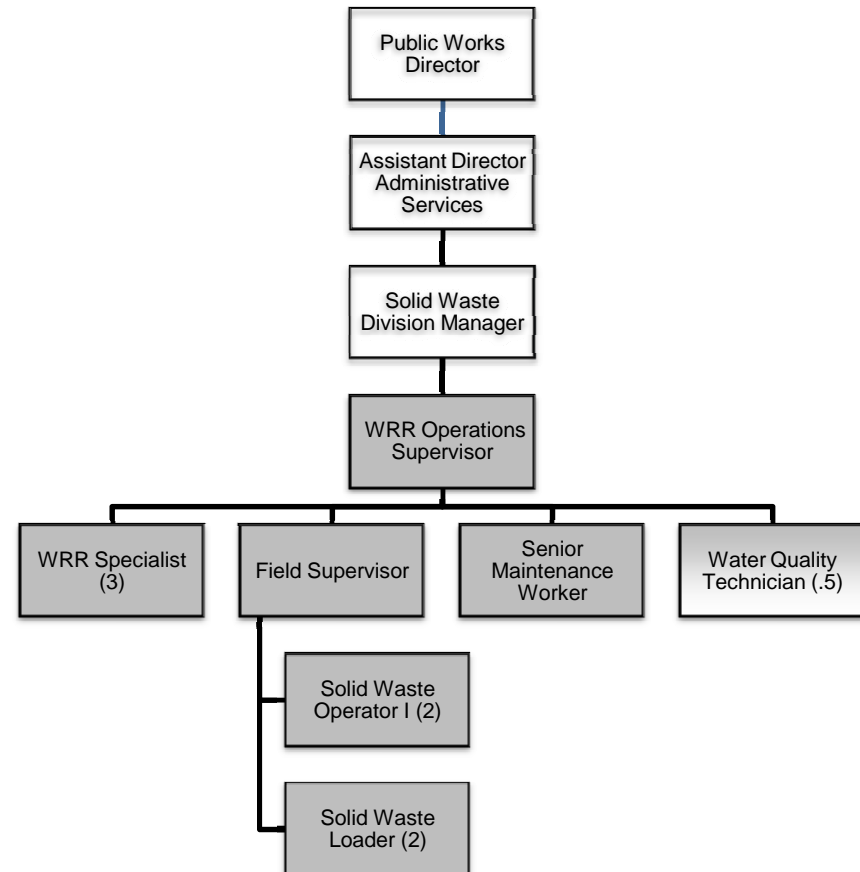 Public Works
Director
Assistant Director
Administrative
Services
Solid Waste
Division Manager
WRR Operations
Supervisor
WRR Specialist
(3)
Field Supervisor
Senior
Maintenance
Worker
Water Quality
Technician (.5)
Solid Waste
Operator I (2)
Solid Waste
Loader (2)